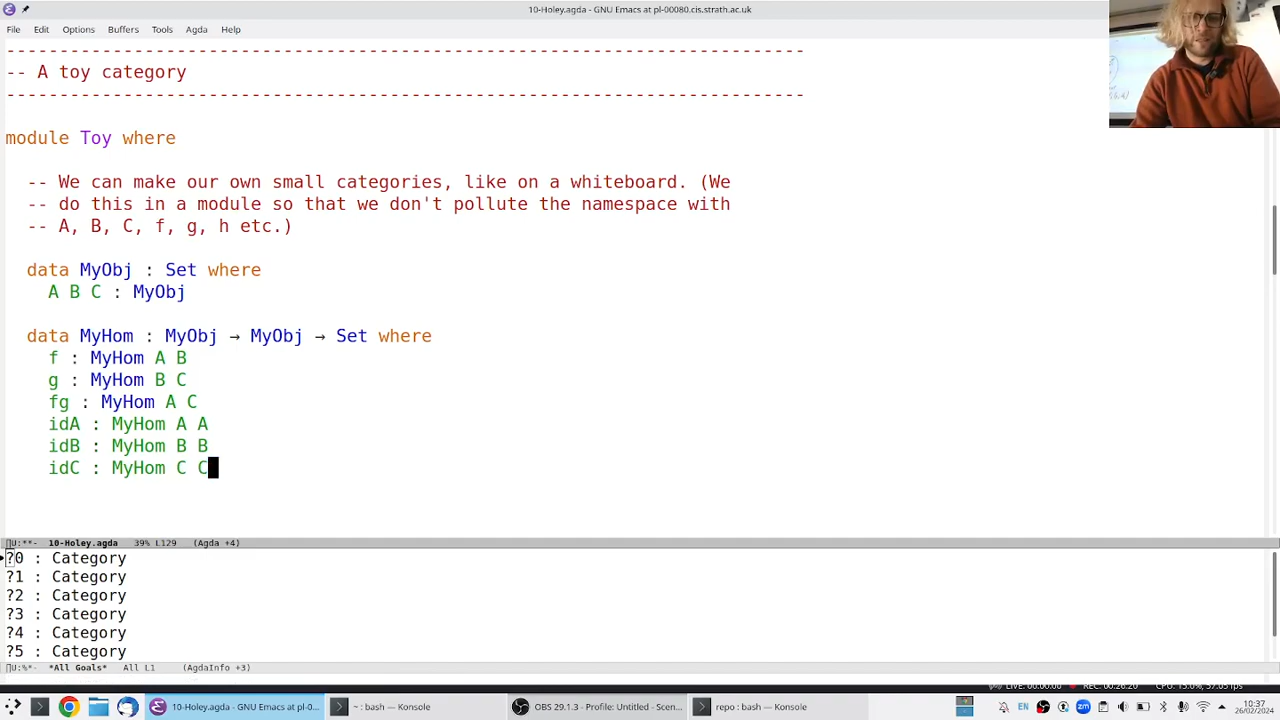 10-Holey.agda - GNU Emacs at pl-00080.cis.strath.ac.uk
File Edit Options Buffers Tools Agda Help
---------------------------------------------------------------------------
-- A toy category
---------------------------------------------------------------------------
module Toy where
-- We can make our own small categories, like on a whiteboard. (We
-- do this in a module so that we don't pollute the namespace with
-- A, B, C, f, g, h etc.)
data MyObj : Set where
A B C : MyObj
data MyHom : MyObj → MyObj → Set where
f : MyHom A B
g : MyHom B C
fg : MyHom A C
idA : MyHom A A
idB : MyHom B B
idC : MyHom C C
U:**- 10-Holey.agda 39% L129 (Agda +4)
?0 : Category
?1 : Category
?2 : Category
?3 : Category
?4 : Category
?5 : Category
U:%*- *All Goals* All L1 (AgdaInfo +3)
LIVE: 00:00:00 REC: 00:26:20 CPU: 15.0%, 37.05 fps
10-Holey.agda - GNU Emacs at pl-0...
~ : bash — Konsole
OBS 29.1.3 - Profile: Untitled - Scen...
repo : bash — Konsole
EN
zm
10:37
26/02/2024